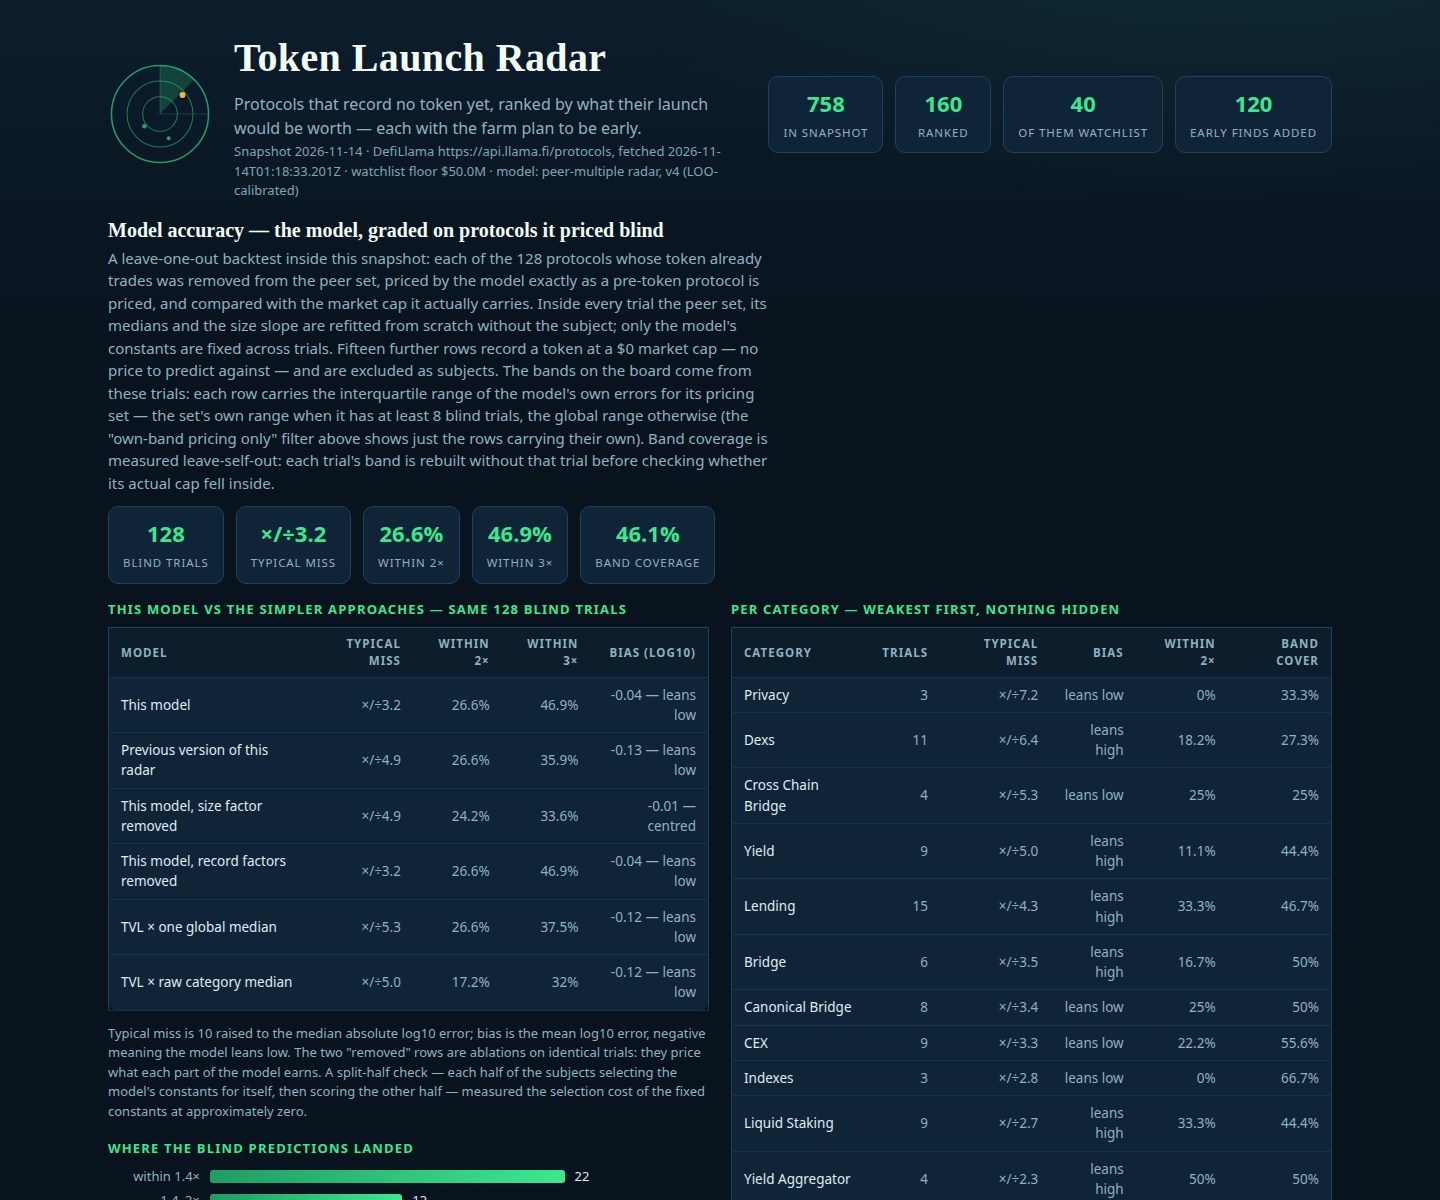 Token Launch Radar
Protocols that record no token yet, ranked by what their launch
would be worth — each with the farm plan to be early.
Snapshot 2026-11-14 · DefiLlama https://api.llama.fi/protocols, fetched 2026-11-
14T01:18:33.201Z · watchlist floor $50.0M · model: peer-multiple radar, v4 (LOO-
calibrated)
758
IN SNAPSHOT
160
RANKED
40
OF THEM WATCHLIST
120
EARLY FINDS ADDED
Model accuracy — the model, graded on protocols it priced blind
A leave-one-out backtest inside this snapshot: each of the 128 protocols whose token already
trades was removed from the peer set, priced by the model exactly as a pre-token protocol is
priced, and compared with the market cap it actually carries. Inside every trial the peer set, its
medians and the size slope are refitted from scratch without the subject; only the model's
constants are fixed across trials. Fifteen further rows record a token at a $0 market cap — no
price to predict against — and are excluded as subjects. The bands on the board come from
these trials: each row carries the interquartile range of the model's own errors for its pricing
set — the set's own range when it has at least 8 blind trials, the global range otherwise (the
"own-band pricing only" filter above shows just the rows carrying their own). Band coverage is
measured leave-self-out: each trial's band is rebuilt without that trial before checking whether
its actual cap fell inside.
128
BLIND TRIALS
×/÷3.2
TYPICAL MISS
26.6%
WITHIN 2×
46.9%
WITHIN 3×
46.1%
BAND COVERAGE
THIS MODEL VS THE SIMPLER APPROACHES — SAME 128 BLIND TRIALS
MODEL TYPICAL MISS WITHIN 2× WITHIN 3× BIAS (LOG10)
This model ×/÷3.2 26.6% 46.9% -0.04 — leans low
Previous version of this radar ×/÷4.9 26.6% 35.9% -0.13 — leans low
This model, size factor removed ×/÷4.9 24.2% 33.6% -0.01 — centred
This model, record factors removed ×/÷3.2 26.6% 46.9% -0.04 — leans low
TVL × one global median ×/÷5.3 26.6% 37.5% -0.12 — leans low
TVL × raw category median ×/÷5.0 17.2% 32% -0.12 — leans low
Typical miss is 10 raised to the median absolute log10 error; bias is the mean log10 error, negative
meaning the model leans low. The two "removed" rows are ablations on identical trials: they price
what each part of the model earns. A split-half check — each half of the subjects selecting the
model's constants for itself, then scoring the other half — measured the selection cost of the fixed
constants at approximately zero.
WHERE THE BLIND PREDICTIONS LANDED
within 1.4× 22
PER CATEGORY — WEAKEST FIRST, NOTHING HIDDEN
CATEGORY TRIALS TYPICAL MISS BIAS WITHIN 2× BAND COVER
Privacy 3 ×/÷7.2 leans low 0% 33.3%
Dexs 11 ×/÷6.4 leans high 18.2% 27.3%
Cross Chain Bridge 4 ×/÷5.3 leans low 25% 25%
Yield 9 ×/÷5.0 leans high 11.1% 44.4%
Lending 15 ×/÷4.3 leans high 33.3% 46.7%
Bridge 6 ×/÷3.5 leans high 16.7% 50%
Canonical Bridge 8 ×/÷3.4 leans low 25% 50%
CEX 9 ×/÷3.3 leans low 22.2% 55.6%
Indexes 3 ×/÷2.8 leans low 0% 66.7%
Liquid Staking 9 ×/÷2.7 leans high 33.3% 44.4%
Yield Aggregator 4 ×/÷2.3 leans high 50% 50%